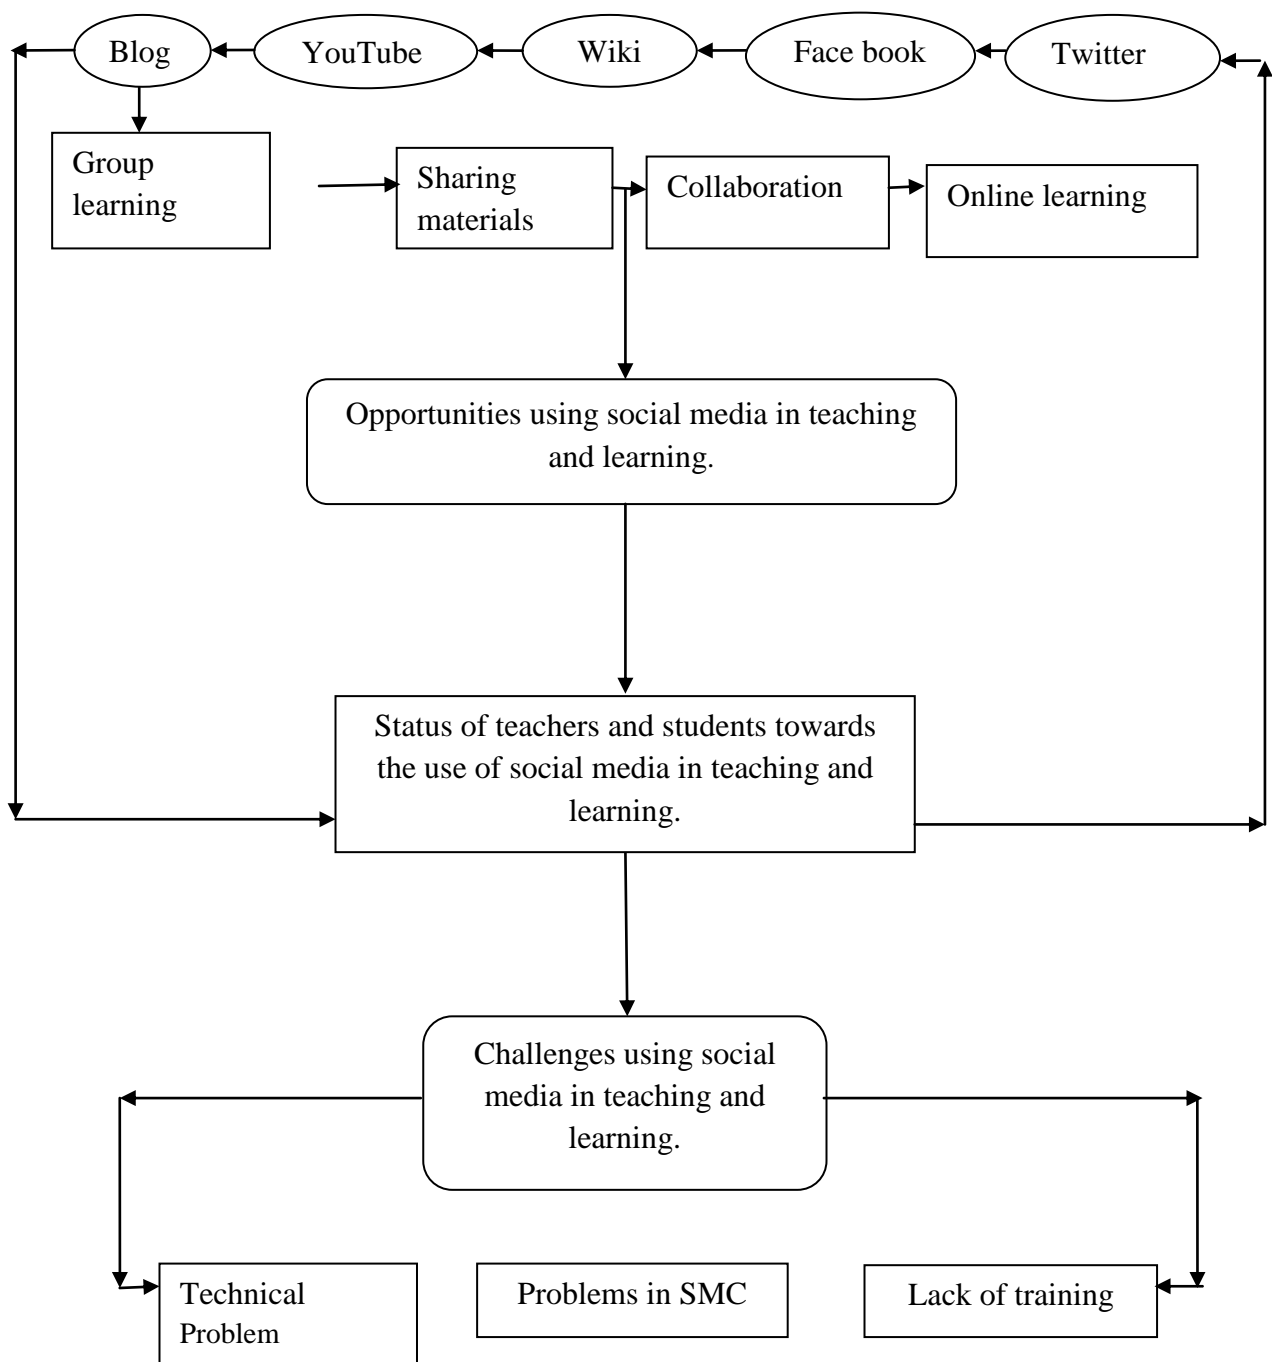 Blog
YouTube
Wiki
Face book
Twitter
Group
learning
Sharing
materials
Collaboration
Online learning
Opportunities using social media in teaching
and learning.
Status of teachers and students towards
the use of social media in teaching and
learning.
Challenges using social
media in teaching and
learning.
Technical
Problem
Problems in SMC
Lack of training